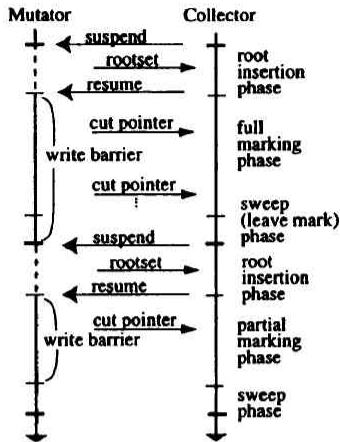 Mutator Collector
suspend
rootset
resume
root
insertion
phase
cut pointer
full
marking
phase
write barrier
cut pointer
sweep
(leave mark)
phase
suspend
rootset
resume
root
insertion
phase
cut pointer
write barrier
partial
marking
phase
sweep
phase